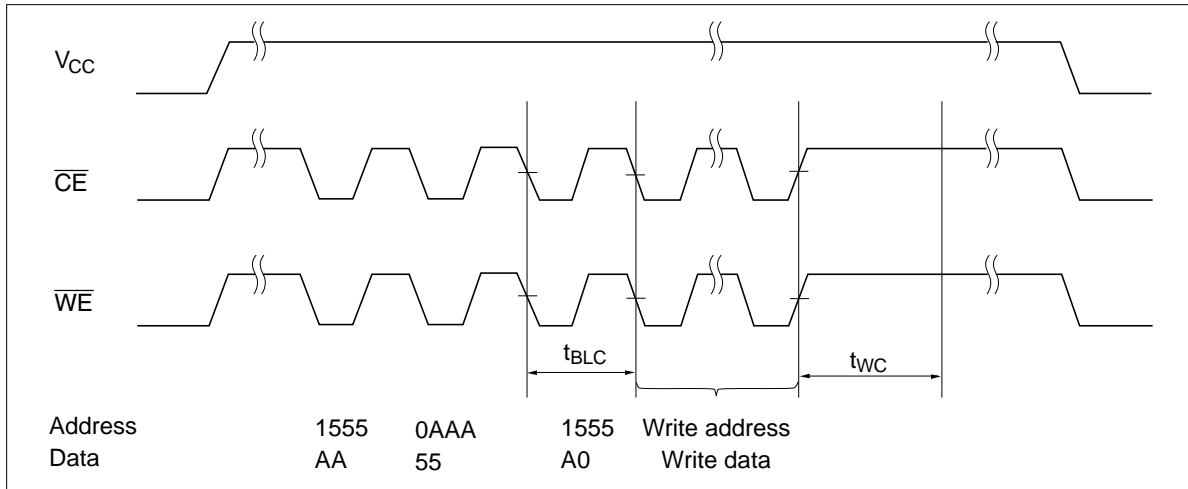 VCC
CE
WE
tBLC
tWC
Address 1555 0AAA 1555 Write address
Data AA 55 A0 Write data